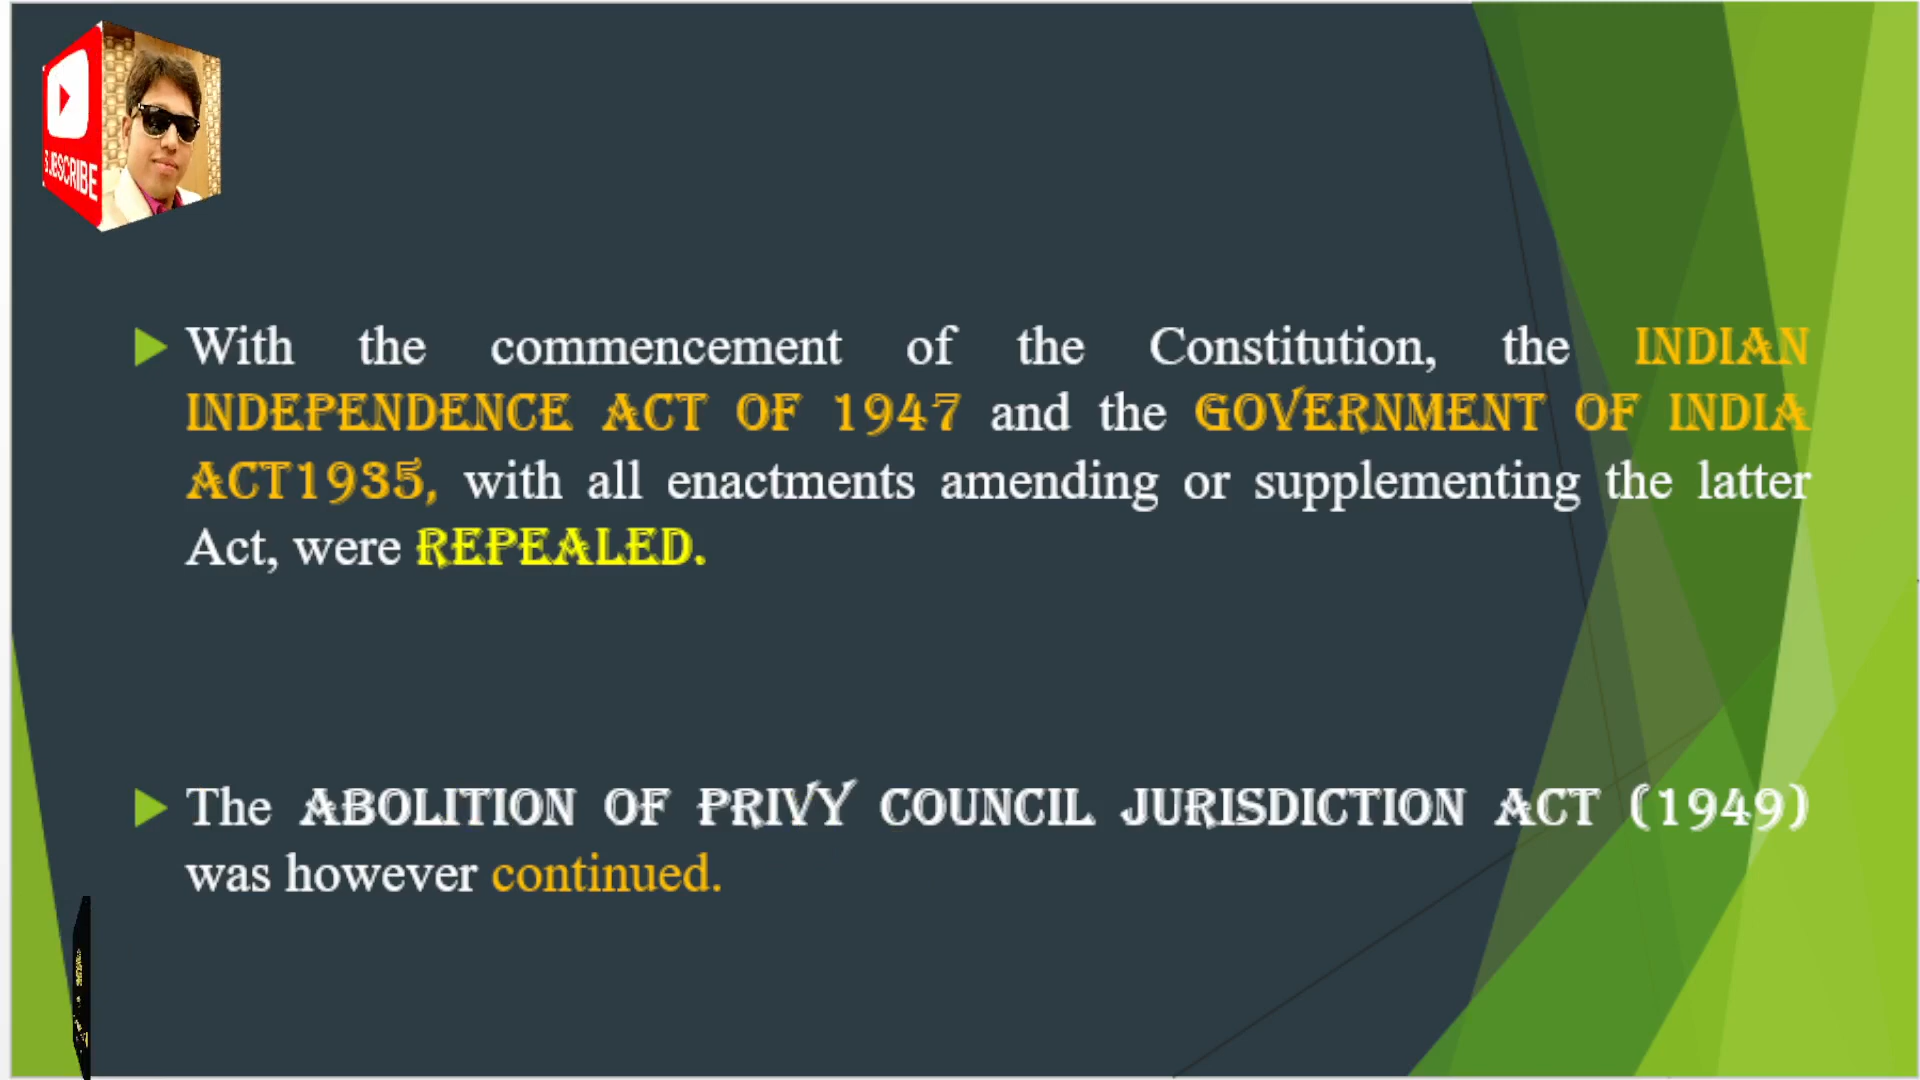 SUBSCRIBE
With the commencement of the Constitution, the INDIAN
INDEPENDENCE ACT OF 1947 and the GOVERNMENT OF INDIA
ACT1935, with all enactments amending or supplementing the latter
Act, were REPEALED.
The ABOLITION OF PRIVY COUNCIL JURISDICTION ACT (1949)
was however continued.